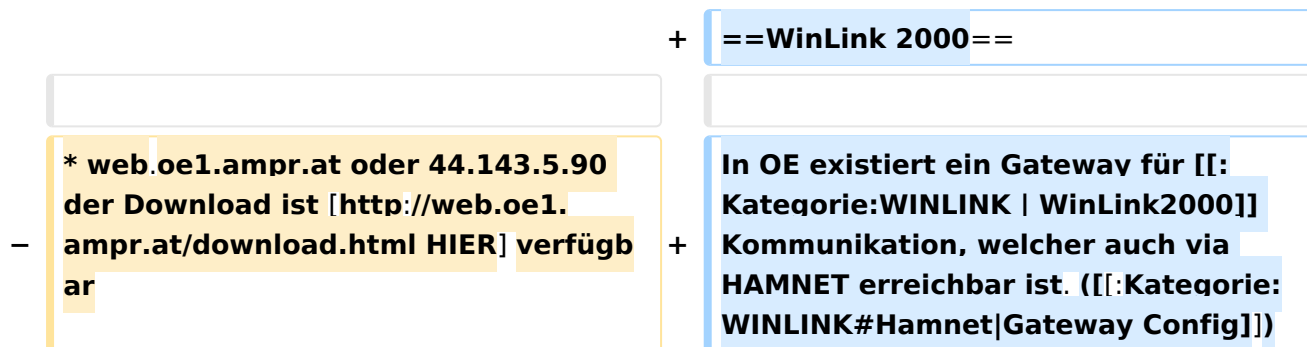 + ==WinLink 2000==
* web.oe1.ampr.at oder 44.143.5.90
der Download ist [http://web.oe1.
− ampr.at/download.html HIER] verfügb
ar
In OE existiert ein Gateway für [[:
Kategorie:WINLINK | WinLink2000]]
+ Kommunikation, welcher auch via
HAMNET erreichbar ist. ([[:Kategorie:
WINLINK#Hamnet|Gateway Config]])